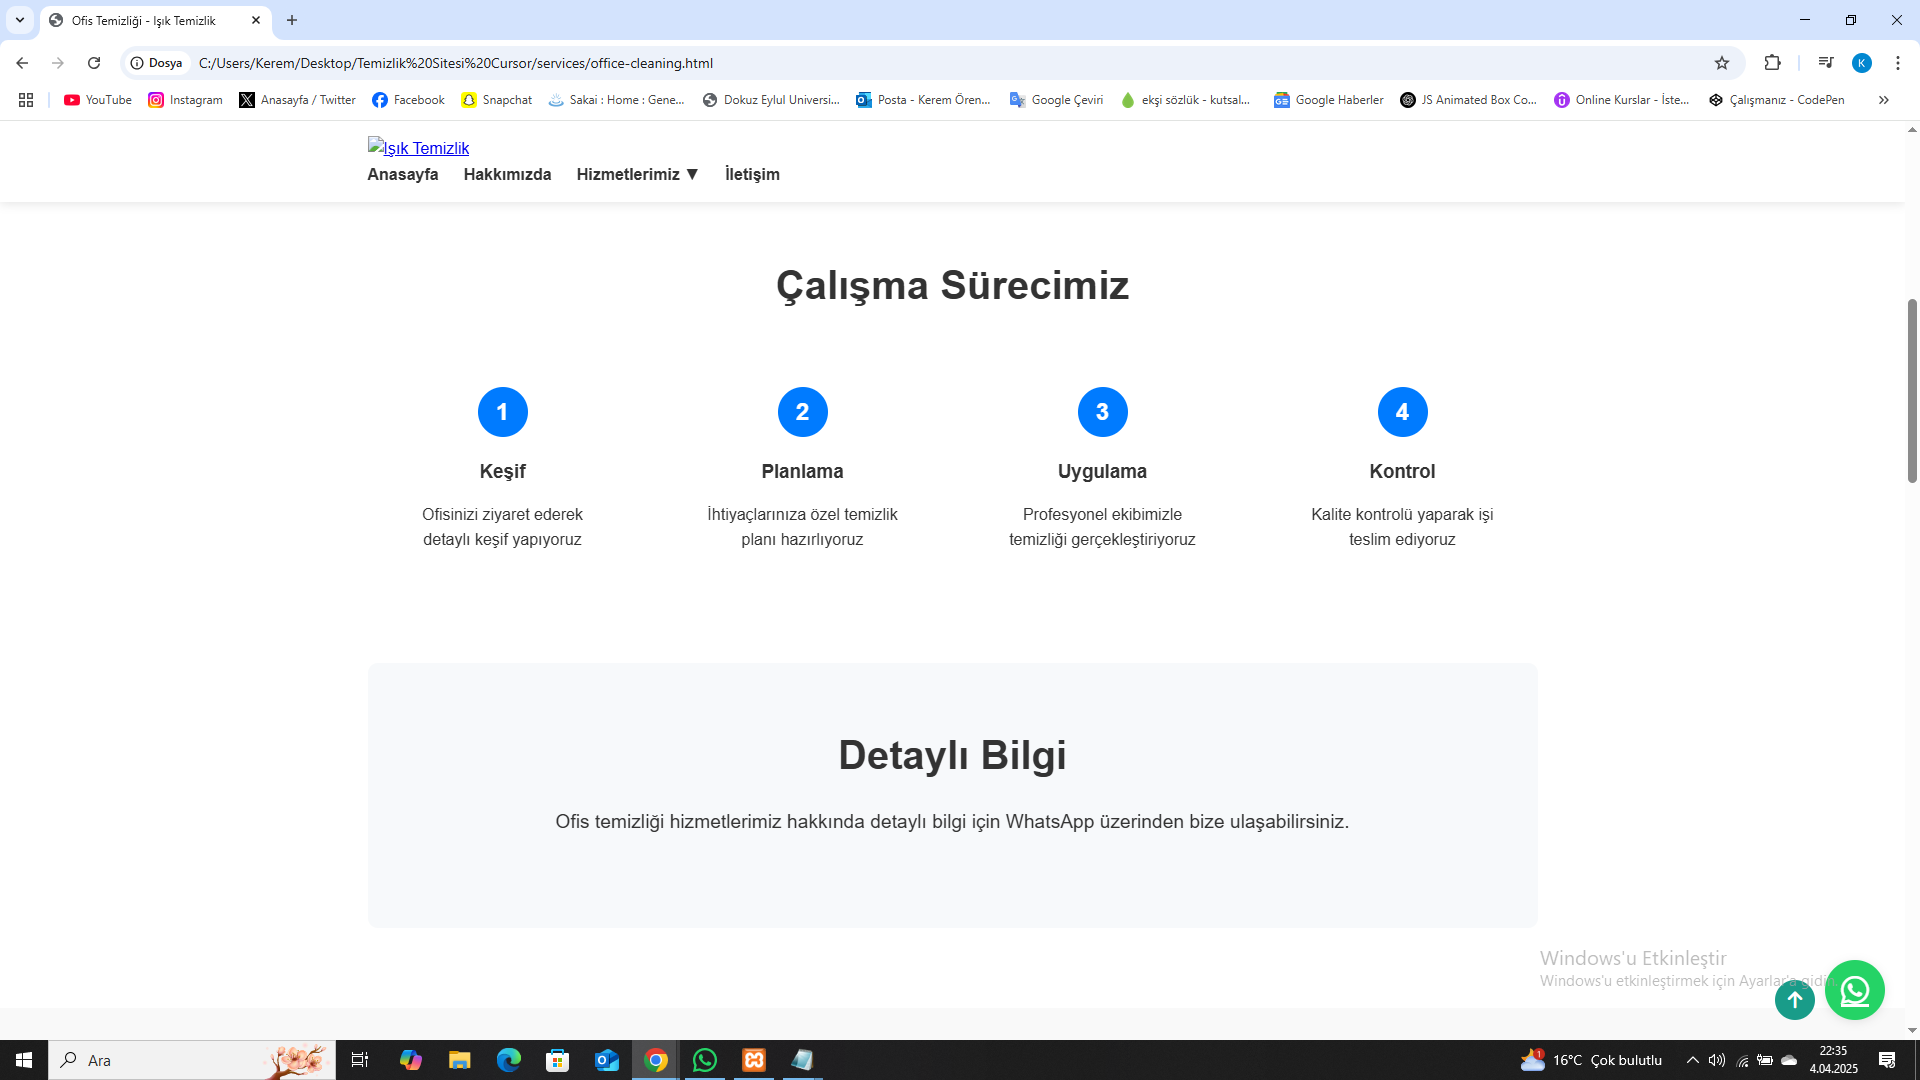 Ofis Temizliği - Işık Temizlik
Dosya
C:/Users/Kerem/Desktop/Temizlik%20Sitesi%20Cursor/services/office-cleaning.html
K
YouTube
Instagram
Anasayfa / Twitter
Facebook
Snapchat
Sakai : Home : Gene...
Dokuz Eylul Universi...
Posta - Kerem Ören...
Google Çeviri
ekşi sözlük - kutsal...
Google Haberler
JS Animated Box Co...
Online Kurslar - İste...
Çalışmanız - CodePen
Işık Temizlik
Anasayfa Hakkımızda Hizmetlerimiz ▼ İletişim
Çalışma Sürecimiz
1
Keşif
Ofisinizi ziyaret ederek
detaylı keşif yapıyoruz
2
Planlama
İhtiyaçlarınıza özel temizlik
planı hazırlıyoruz
3
Uygulama
Profesyonel ekibimizle
temizliği gerçekleştiriyoruz
4
Kontrol
Kalite kontrolü yaparak işi
teslim ediyoruz
Detaylı Bilgi
Ofis temizliği hizmetlerimiz hakkında detaylı bilgi için WhatsApp üzerinden bize ulaşabilirsiniz.
Windows'u Etkinleştir
Windows'u etkinleştirmek için Ayarlar'a
Ara
1
16°C Çok bulutlu
22:35
4.04.2025